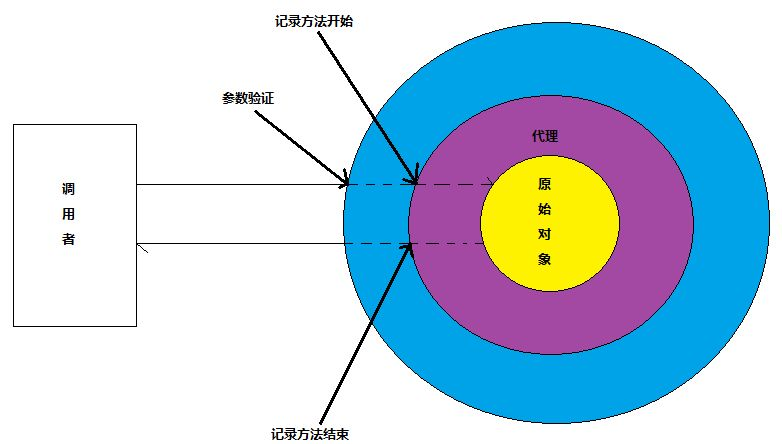 记录方法开始
参数验证
代理
调用者
原始对象
记录方法结束